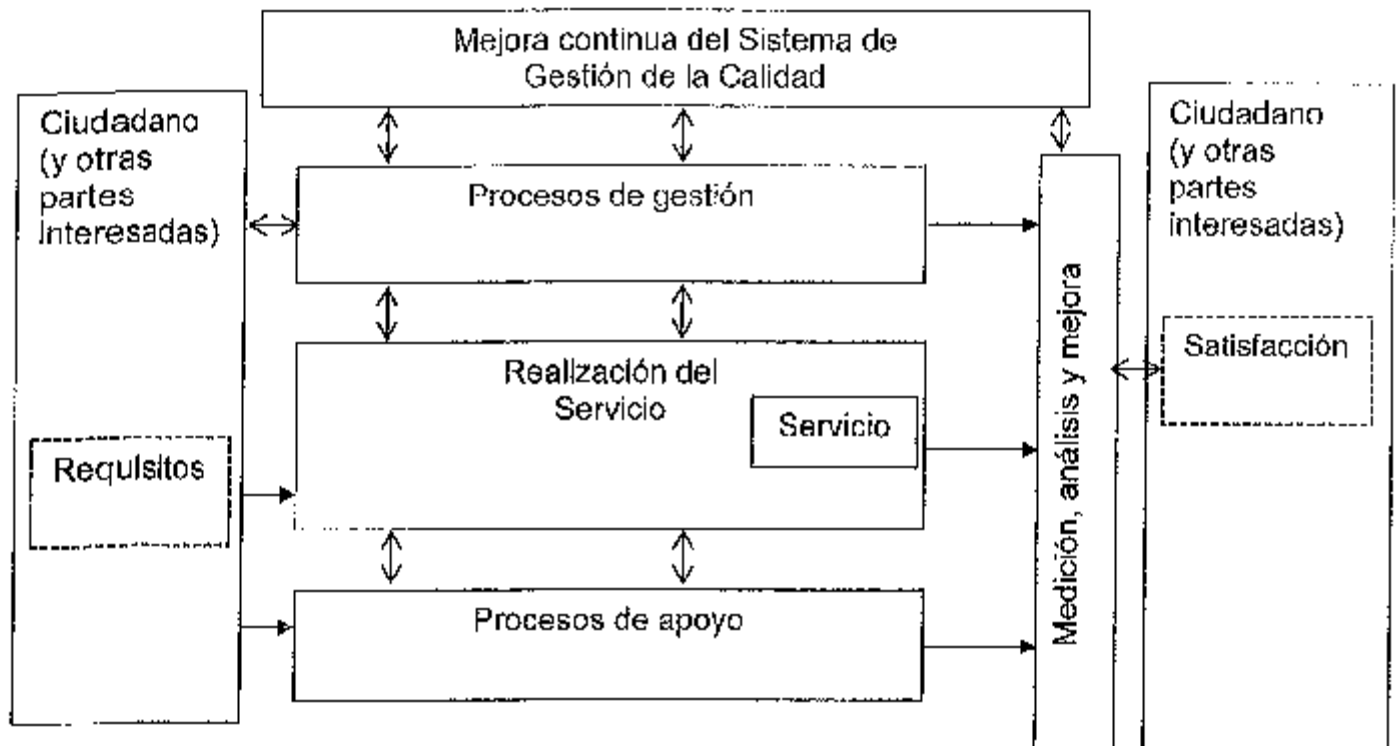 Mejora continua del Sistema de
Gestión de la Calidad
Ciudadano
(y otras
partes
interesadas)
Procesos de gestión
Realización del
Servicio
Servicio
Requisitos
Procesos de apoyo
Medición, análisis y mejora
Ciudadano
(y otras
partes
interesadas)
Satisfacción